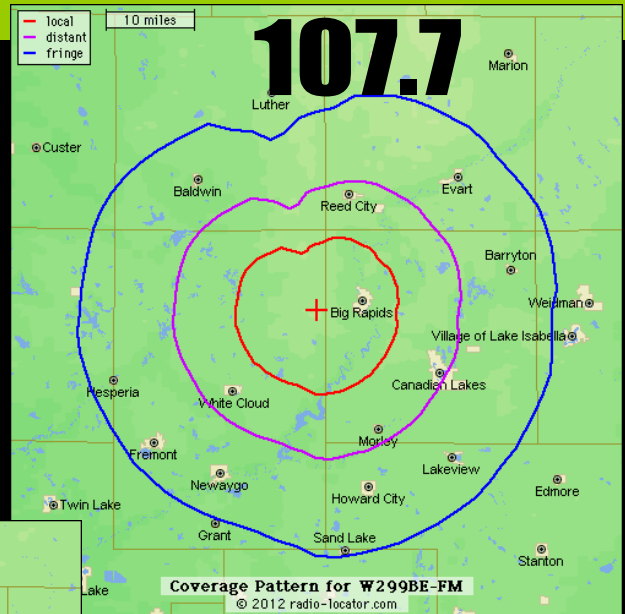 local
distant
fringe
10 miles
107.7
Marion
Luther
Custer
Baldwin
Evart
Reed City
Barryton
Weidman
Big Rapids
Village of Lake Isabella
Canadian Lakes
Hesperia
White Cloud
Morley
Fremont
Lakeview
Newaygo
Howard City
Edmore
Twin Lake
Grant
Sand Lake
Stanton
Lake
Coverage Pattern for W299BE-FM
© 2012 radio-locator.com